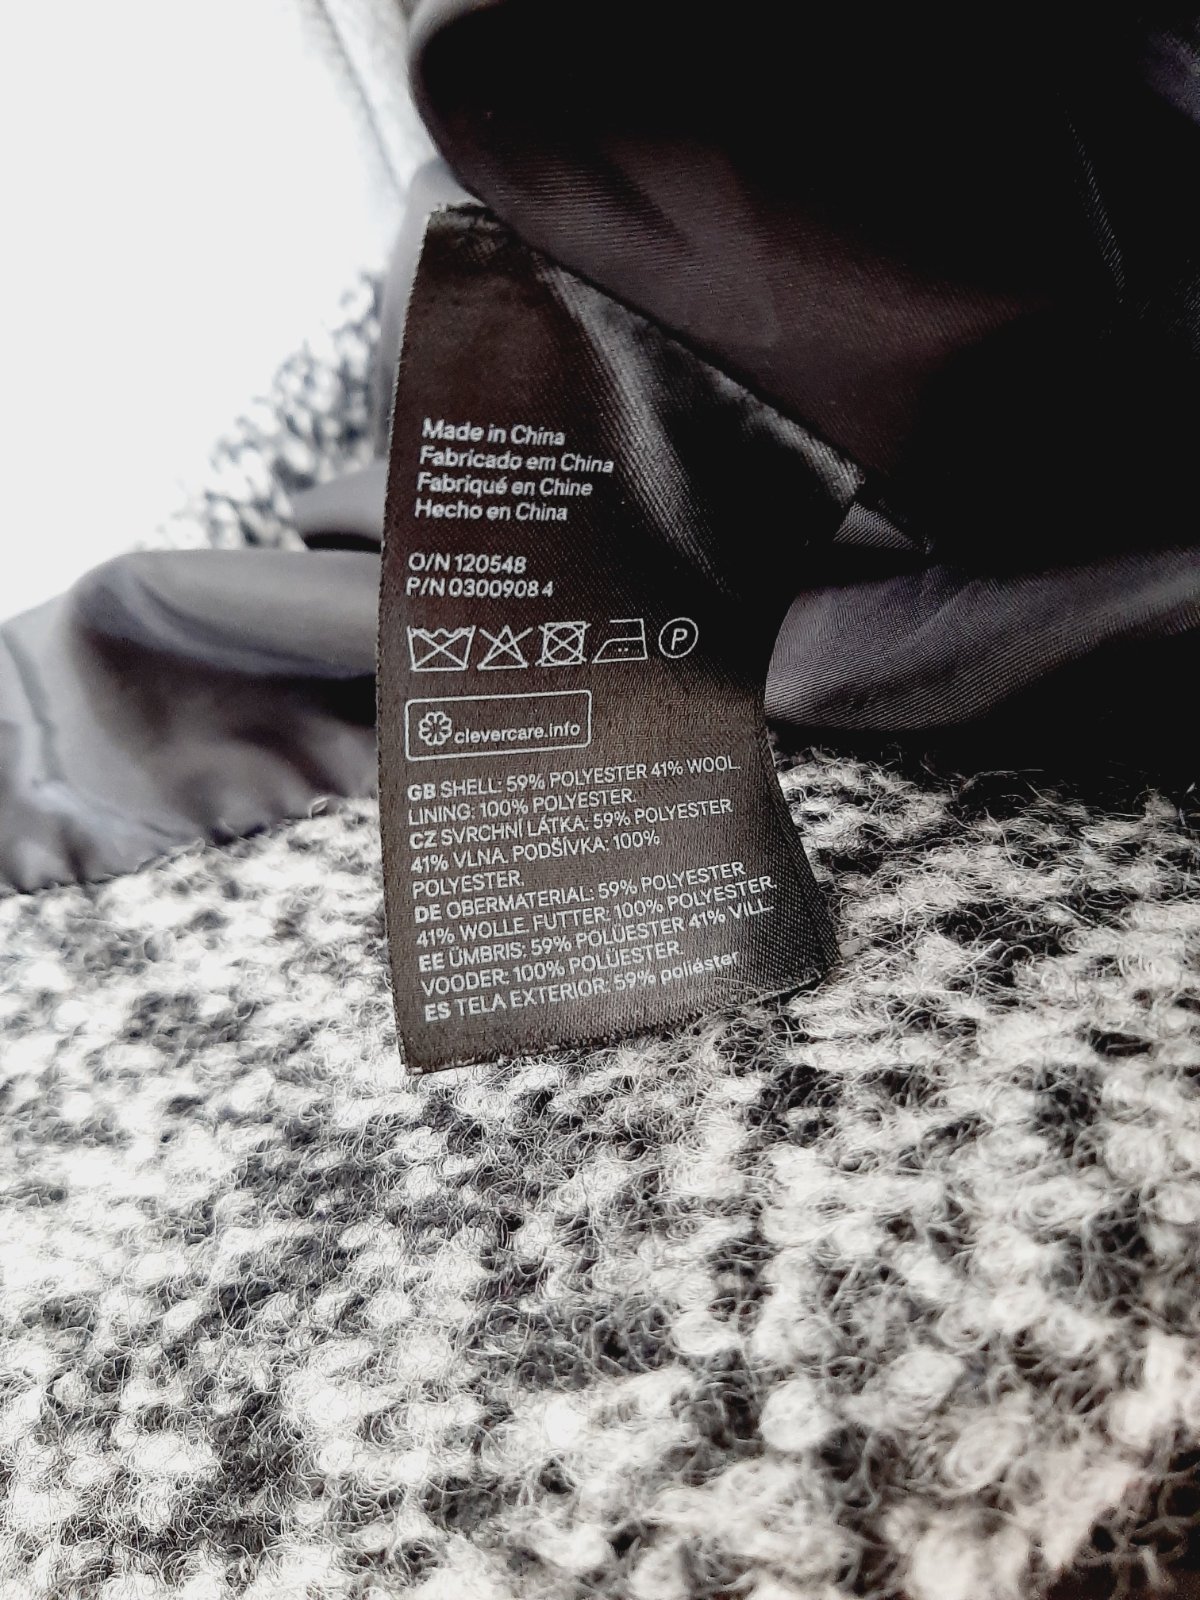 Made in China
Fabricado em China
Fabriqué en Chine
Hecho en China
O/N 120548
P/N 03009084
P
clevercare.info
GB SHELL: 59% POLYESTER 41% WOOL.
LINING: 100% POLYESTER.
CZ SVRCHNÍ LÁTKA: 59% POLYESTER
41% VLNA. PODŠÍVKA: 100%
POLYESTER.
DE OBERMATERIAL: 59% POLYESTER
41% WOLLE. FUTTER: 100% POLYESTER.
EE ÜMBRIS: 59% POLÜESTER 41% VILL.
VOODER: 100% POLÜESTER.
ES TELA EXTERIOR: 59% poliéster